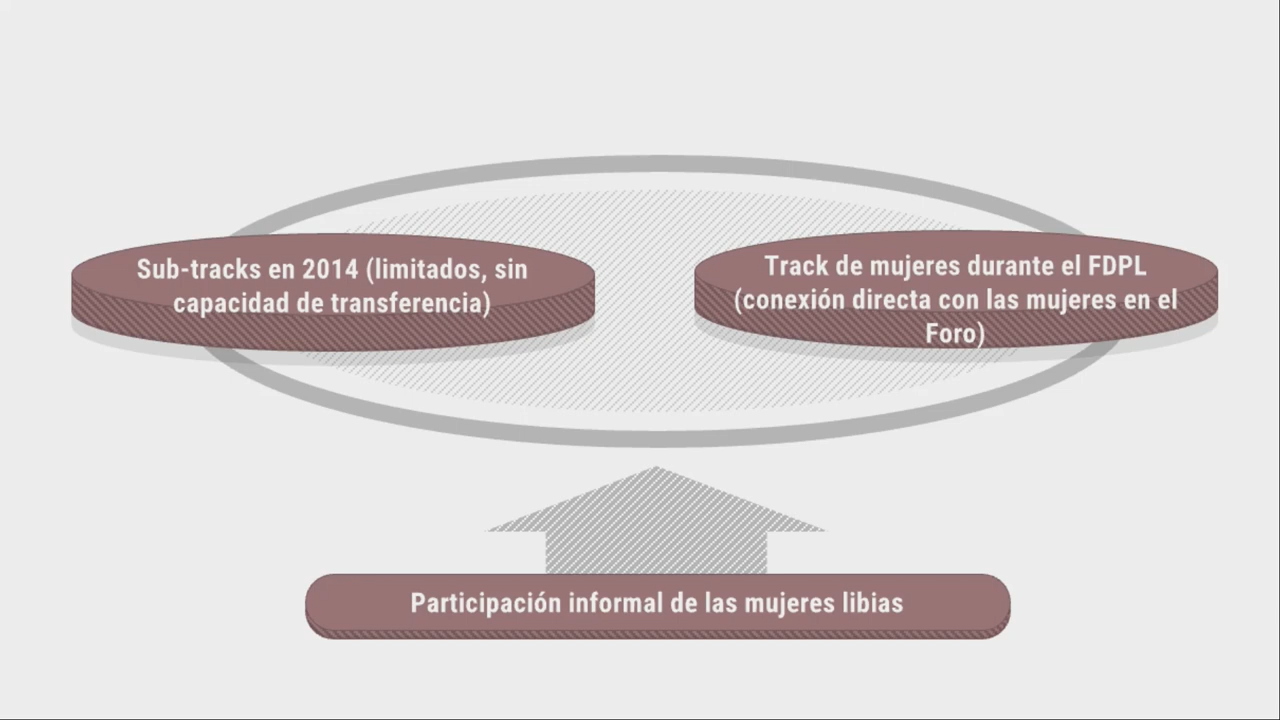 Sub-tracks en 2014 (limitados, sin
capacidad de transferencia)
Track de mujeres durante el FDPL
(conexión directa con las mujeres en el
Foro)
Participación informal de las mujeres libias